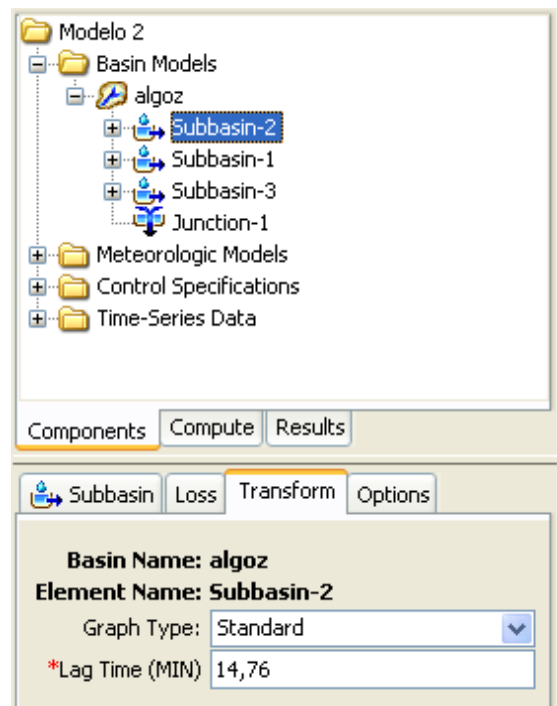 Modelo 2
Basin Models
algoz
Subbasin-2
Subbasin-1
Subbasin-3
Junction-1
Meteorologic Models
Control Specifications
Time-Series Data
Components Compute Results
Subbasin Loss Transform Options
Basin Name: algoz
Element Name: Subbasin-2
Graph Type: Standard
*Lag Time (MIN) 14,76